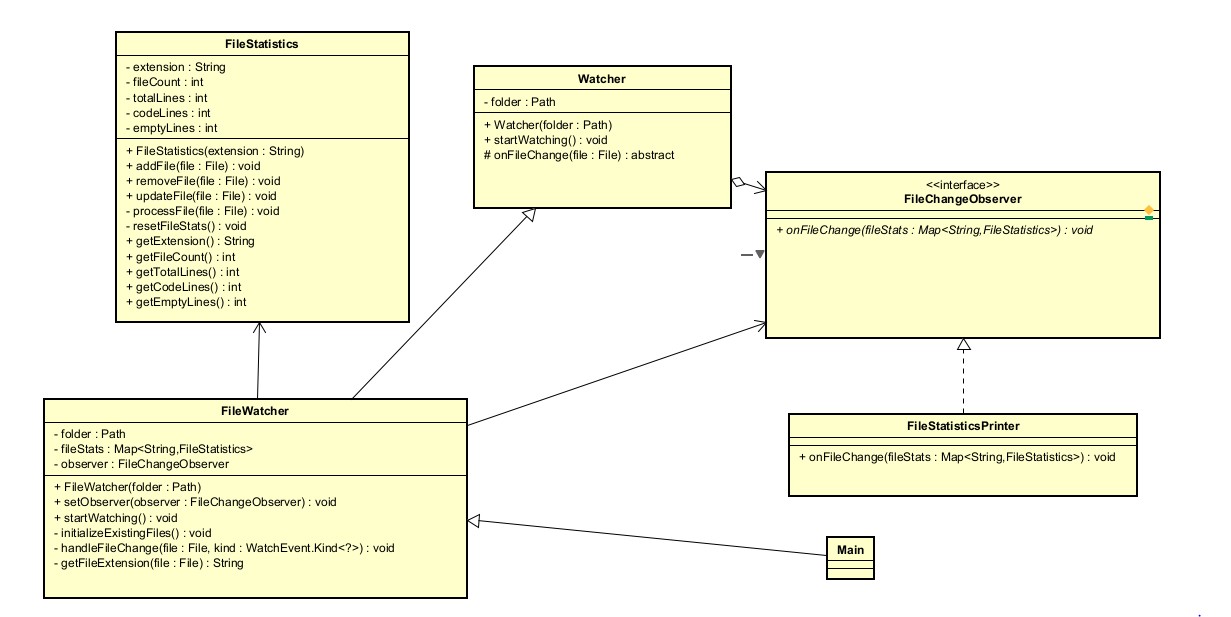 FileStatistics
- extension : String
- fileCount : int
- totalLines : int
- codeLines : int
- emptyLines : int
+ FileStatistics(extension : String)
+ addFile(file : File) : void
+ removeFile(file : File) : void
+ updateFile(file : File) : void
- processFile(file : File) : void
- resetFileStats() : void
+ getExtension() : String
+ getFileCount() : int
+ getTotalLines() : int
+ getCodeLines() : int
+ getEmptyLines() : int
Watcher
- folder : Path
+ Watcher(folder : Path)
+ startWatching() : void
# onFileChange(file : File) : abstract
<<interface>>
FileChangeObserver
+ onFileChange(fileStats : Map<String,FileStatistics>) : void
FileWatcher
- folder : Path
- fileStats : Map<String,FileStatistics>
- observer : FileChangeObserver
+ FileWatcher(folder : Path)
+ setObserver(observer : FileChangeObserver) : void
+ startWatching() : void
- initializeExistingFiles() : void
- handleFileChange(file : File, kind : WatchEvent.Kind<?>) : void
- getFileExtension(file : File) : String
FileStatisticsPrinter
+ onFileChange(fileStats : Map<String,FileStatistics>) : void
Main